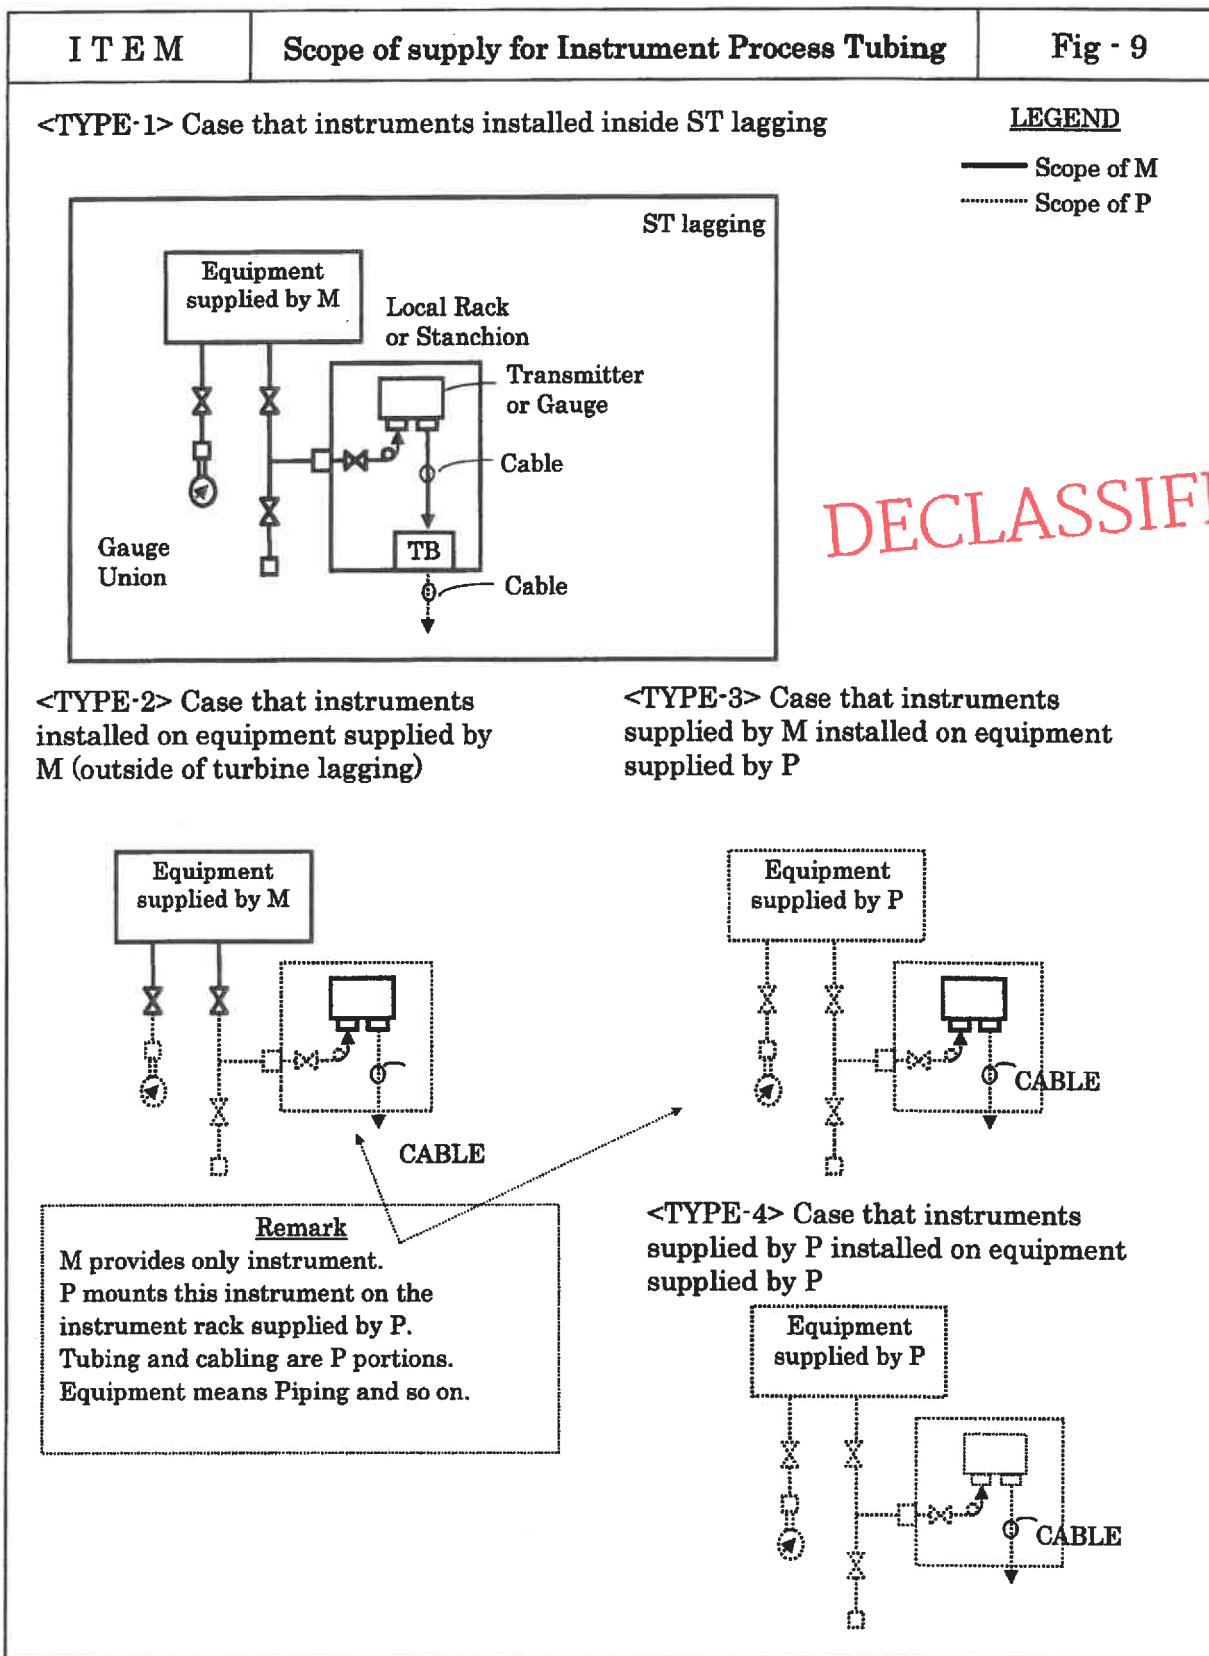 ITEM
Scope of supply for Instrument Process Tubing
Fig - 9
<TYPE-1> Case that instruments installed inside ST lagging
LEGEND
Scope of M
Scope of P
ST lagging
Equipment
supplied by M
Local Rack
or Stanchion
Transmitter
or Gauge
Cable
TB
Gauge
Union
Cable
DECLASSIFI
<TYPE-2> Case that instruments
installed on equipment supplied by
M (outside of turbine lagging)
<TYPE-3> Case that instruments
supplied by M installed on equipment
supplied by P
Equipment
supplied by M
CABLE
Equipment
supplied by P
CABLE
Remark
M provides only instrument.
P mounts this instrument on the
instrument rack supplied by P.
Tubing and cabling are P portions.
Equipment means Piping and so on.
<TYPE-4> Case that instruments
supplied by P installed on equipment
supplied by P
Equipment
supplied by P
CABLE